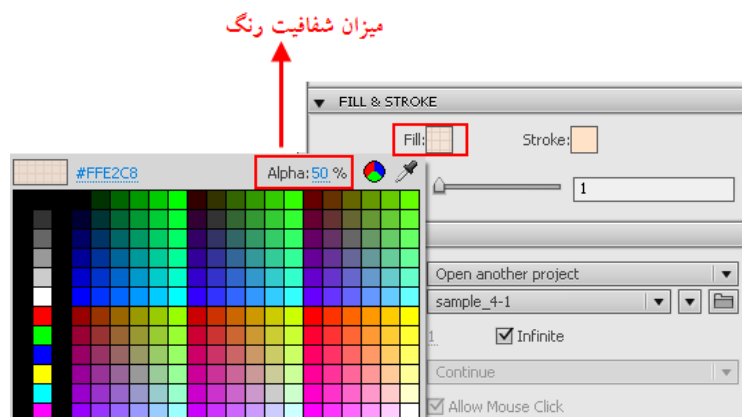 میزان شفافیت رنگ
FILL & STROKE
Fill: Stroke:
#FFE2C8 Alpha: 50 %
1
Open another project
sample_4-1
1 Infinite
Continue
Allow Mouse Click